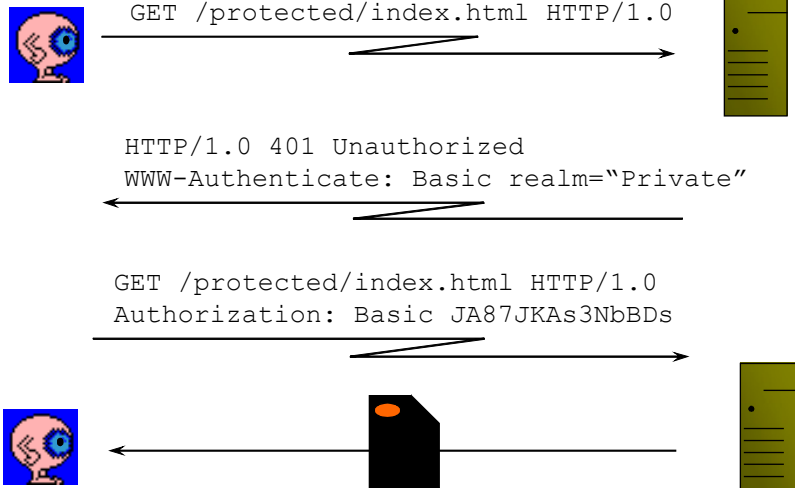 GET /protected/index.html HTTP/1.0
HTTP/1.0 401 Unauthorized
WWW-Authenticate: Basic realm=“Private”
GET /protected/index.html HTTP/1.0
Authorization: Basic JA87JKAs3NbBDs